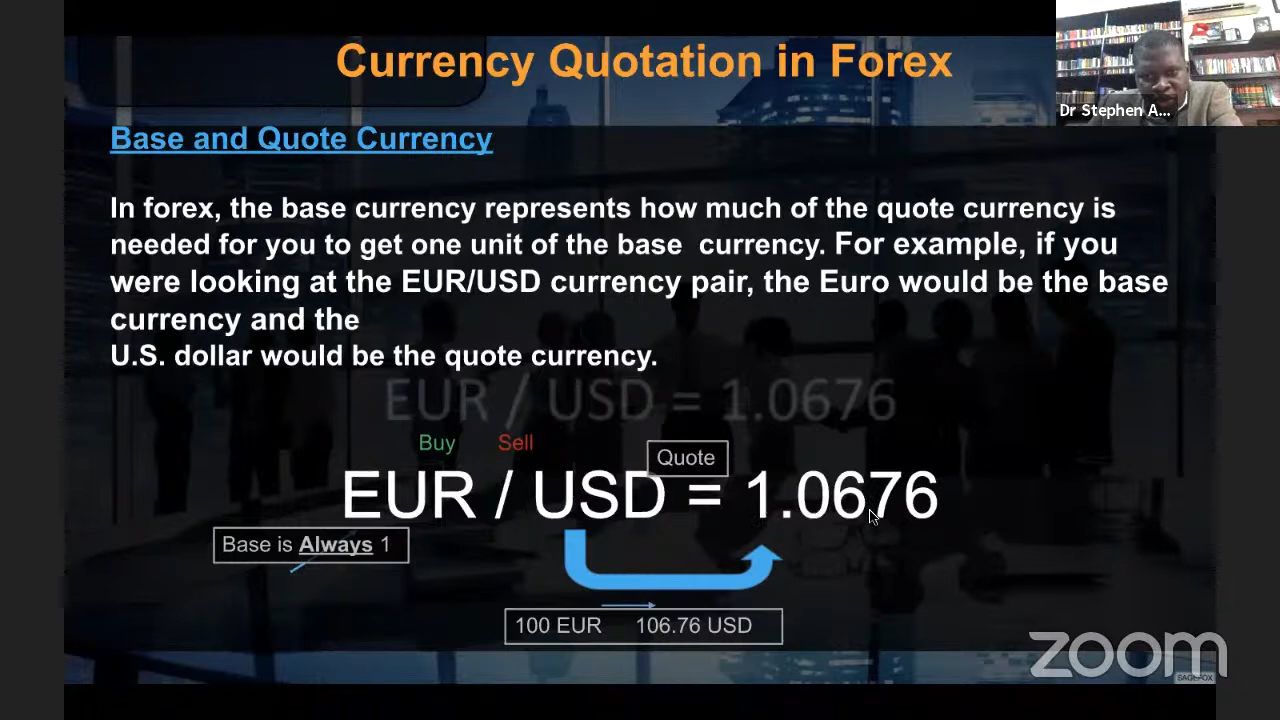 Currency Quotation in Forex
Dr Stephen A...
Base and Quote Currency
In forex, the base currency represents how much of the quote currency is
needed for you to get one unit of the base currency. For example, if you
were looking at the EUR/USD currency pair, the Euro would be the base
currency and the
U.S. dollar would be the quote currency.
EUR / USD = 1.0676
Buy Sell
Quote
EUR / USD = 1.0676
Base is Always 1
100 EUR 106.76 USD
zoom
SAGEFOX